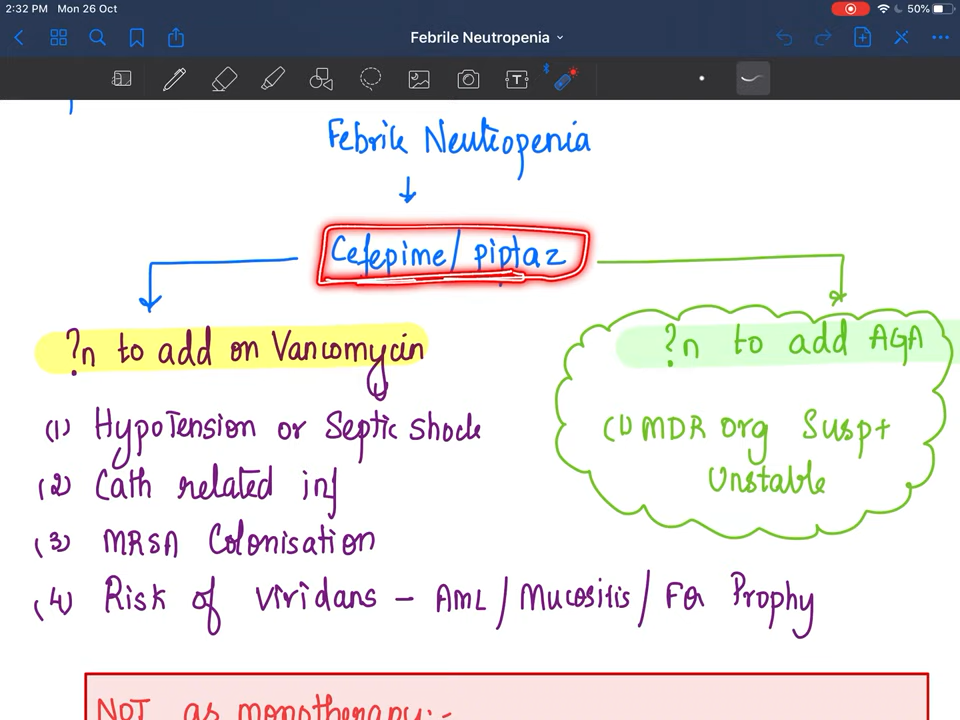 2:32 PM Mon 26 Oct
50%
Febrile Neutropenia
Febrile Neutropenia
Cefepime/ piptaz
?n to add on Vancomycin
(1) Hypotension or Septic shock
(2) Cath related inf
(3) MRSA Colonisation
(4) Risk of Viridans – AML / Mucositis / FQ Prophy
?n to add AGA
(1) MDR org Susp+
Unstable
NOT as monotherapy:-